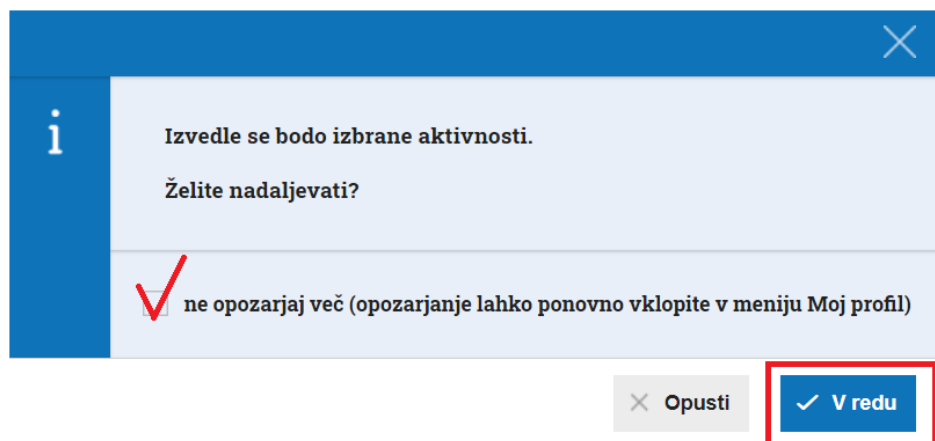 Izvedle se bodo izbrane aktivnosti.
Želite nadaljevati?
ne opozarjaj več (opozarjanje lahko ponovno vklopite v meniju Moj profil)
Opusti
V redu